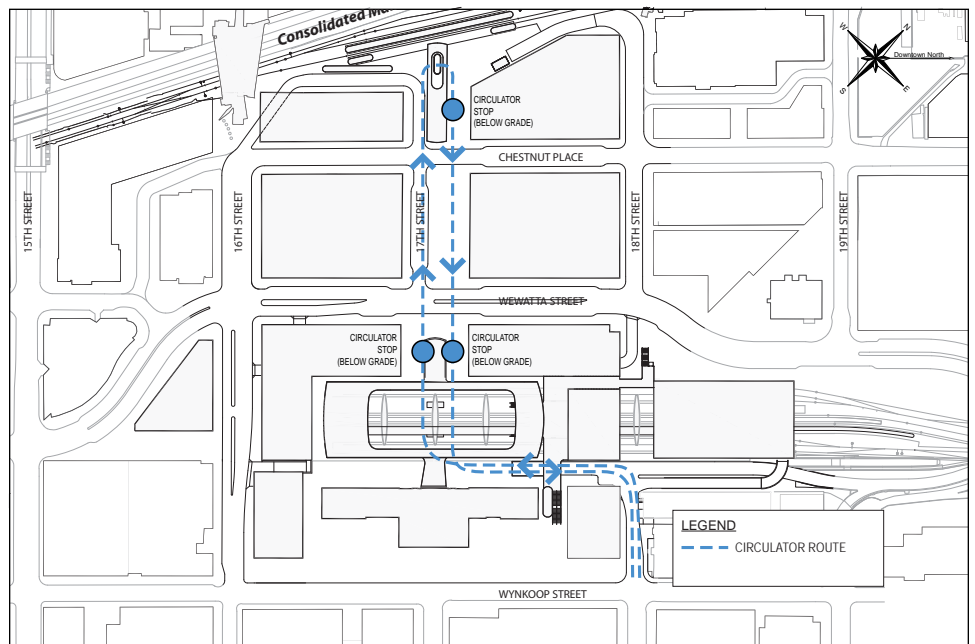 Consolidated Ma
W
N
S
E
Downtown North
CIRCULATOR
STOP
(BELOW GRADE)
CHESTNUT PLACE
15TH STREET
16TH STREET
17TH STREET
18TH STREET
19TH STREET
WEWATTA STREET
CIRCULATOR
STOP
(BELOW GRADE)
CIRCULATOR
STOP
(BELOW GRADE)
LEGEND
CIRCULATOR ROUTE
WYNKOOP STREET